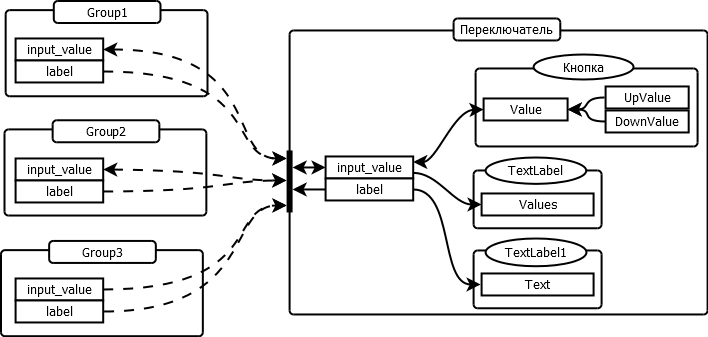 Group1
input_value
label
Group2
input_value
label
Group3
input_value
label
Переключатель
input_value
label
Кнопка
Value
UpValue
DownValue
TextLabel
Values
TextLabel1
Text